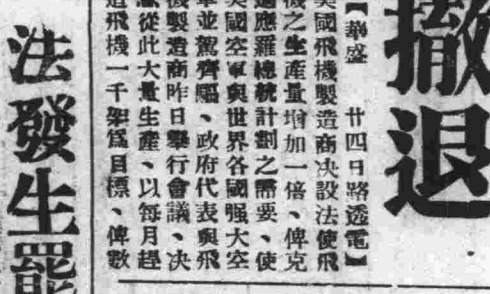 撤退
【華盛 廿四日路透電】
美國飛機製造商决設法使飛
機之生產量增加一倍、俾克
適應羅總統計劃之需要、使
美國空軍與世界各國强大空
軍並駕齊驅、政府代表與飛
機製造商昨日舉行會議、决
從此大量生產、以每月趕
造飛機一千架爲目標、俾數
法發生罷